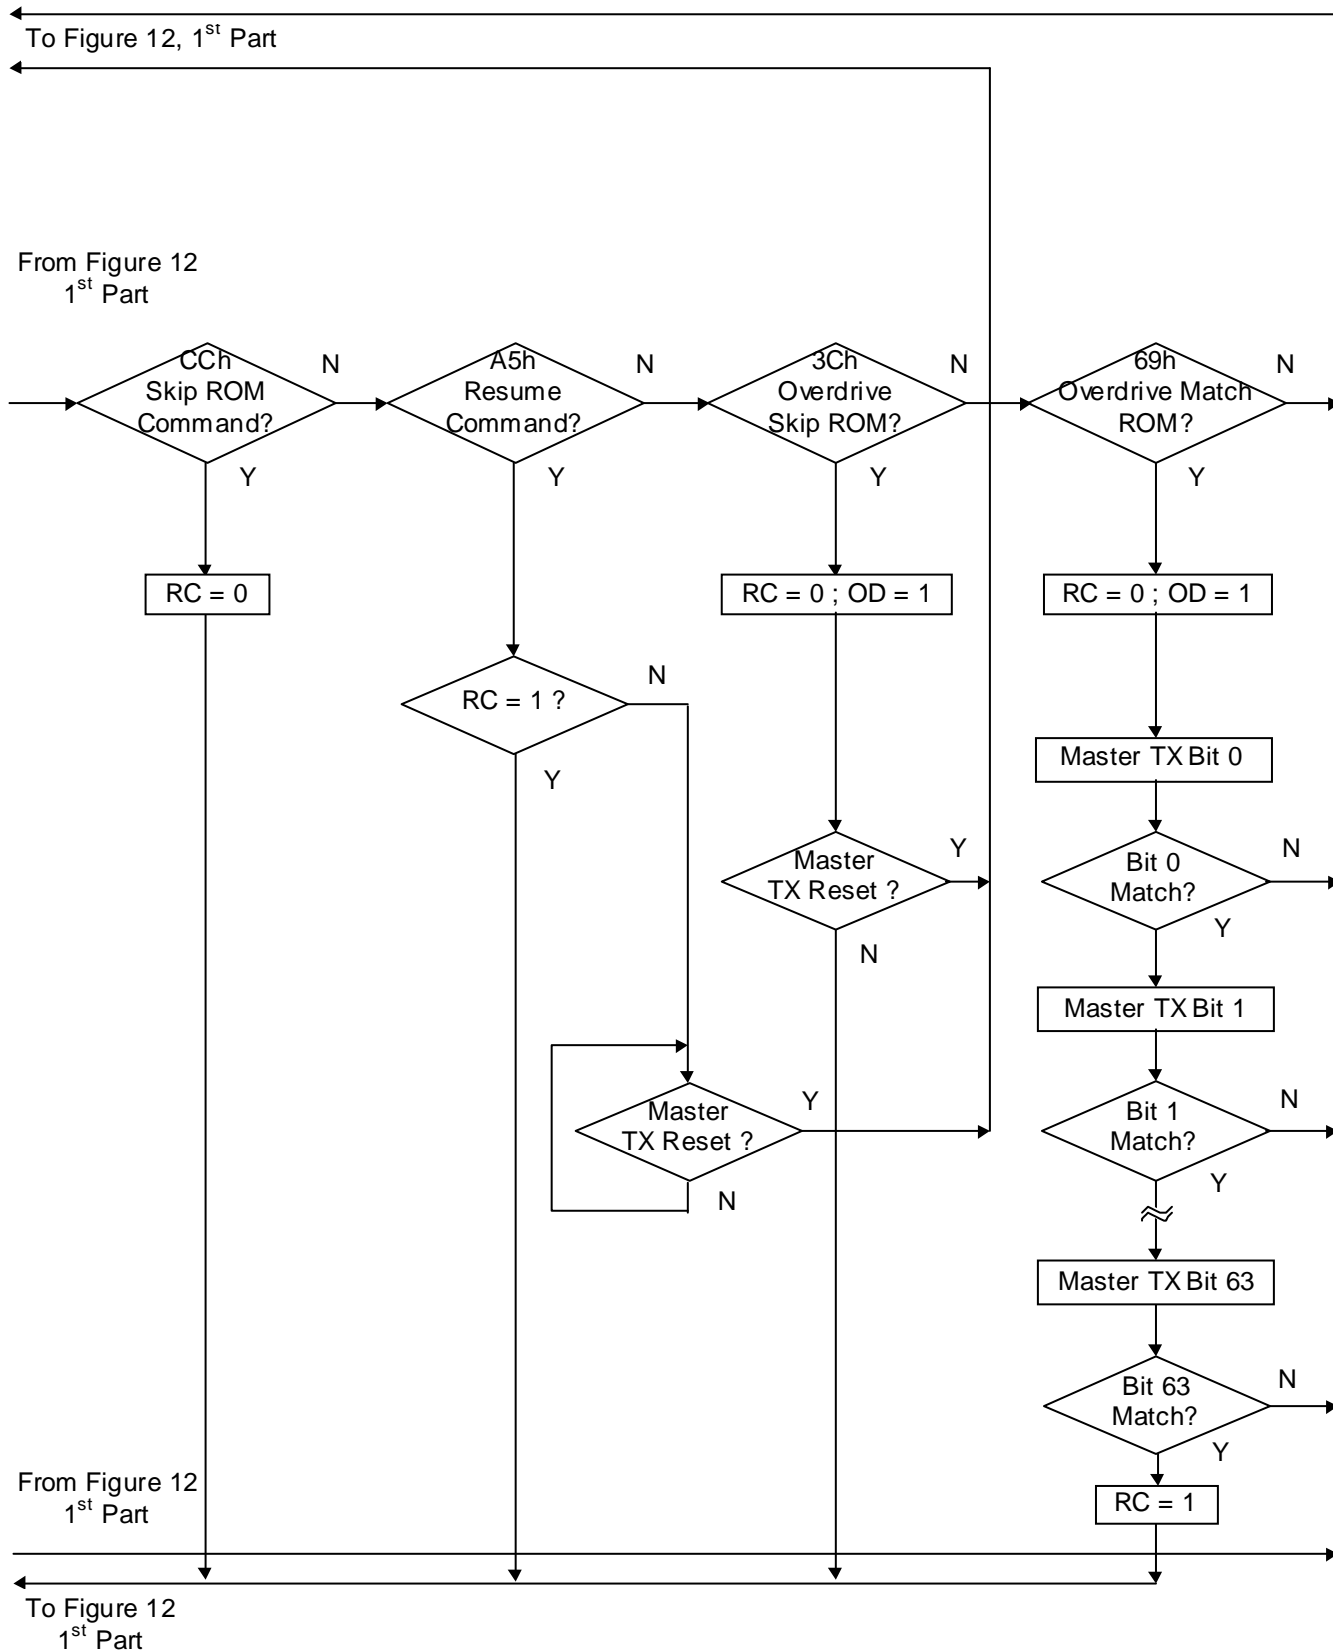 To Figure 12, 1st Part
From Figure 12
1st Part
CCh
Skip ROM
Command?
N
Y
A5h
Resume
Command?
N
Y
3Ch
Overdrive
Skip ROM?
N
Y
69h
Overdrive Match
ROM?
N
Y
RC = 0
RC = 0 ; OD = 1
RC = 0 ; OD = 1
RC = 1 ?
N
Y
Master TX Bit 0
Master
TX Reset ?
Y
N
Bit 0
Match?
N
Y
Master TX Bit 1
Master
TX Reset ?
Y
N
Bit 1
Match?
N
Y
Master TX Bit 63
Bit 63
Match?
N
Y
RC = 1
From Figure 12
1st Part
To Figure 12
1st Part